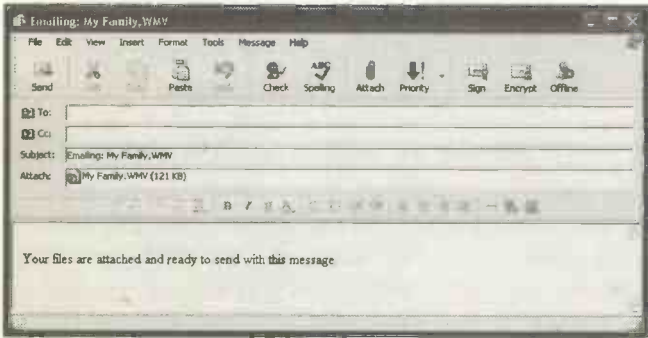 Emailing: My Family.WMV
File Edit View Insert Format Tools Message Help
Send Paste Check Spelling Attach Priority Sign Encrypt Offline
To:
Cc:
Subject: Emailing: My Family.WMV
Attach: My Family.WMV (121 KB)
B I U A
Your files are attached and ready to send with this message